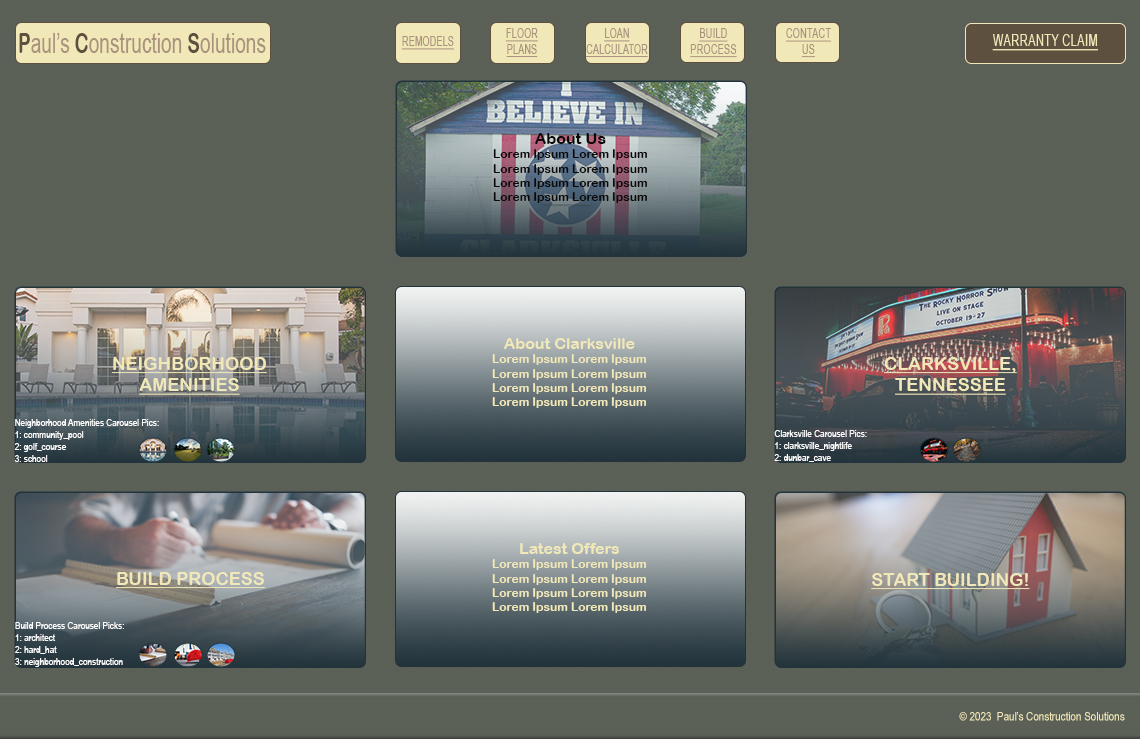 Paul's Construction Solutions
REMODELS
FLOOR
PLANS
LOAN
CALCULATOR
BUILD
PROCESS
CONTACT
US
WARRANTY CLAIM
I
BELIEVE IN
About Us
Lorem Ipsum Lorem Ipsum
Lorem Ipsum Lorem Ipsum
Lorem Ipsum Lorem Ipsum
Lorem Ipsum Lorem Ipsum
CLARKSVILLE
NEIGHBORHOOD
AMENITIES
Neighborhood Amenities Carousel Pics:
1: community_pool
2: golf_course
3: school
About Clarksville
Lorem Ipsum Lorem Ipsum
Lorem Ipsum Lorem Ipsum
Lorem Ipsum Lorem Ipsum
Lorem Ipsum Lorem Ipsum
THE ROCKY HORROR SHOW
LIVE ON STAGE
OCTOBER 19-27
R
CLARKSVILLE,
TENNESSEE
Clarksville Carousel Pics:
1: clarksville_nightlife
2: dunbar_cave
BUILD PROCESS
Build Process Carousel Picks:
1: architect
2: hard_hat
3: neighborhood_construction
Latest Offers
Lorem Ipsum Lorem Ipsum
Lorem Ipsum Lorem Ipsum
Lorem Ipsum Lorem Ipsum
Lorem Ipsum Lorem Ipsum
START BUILDING!
© 2023 Paul's Construction Solutions